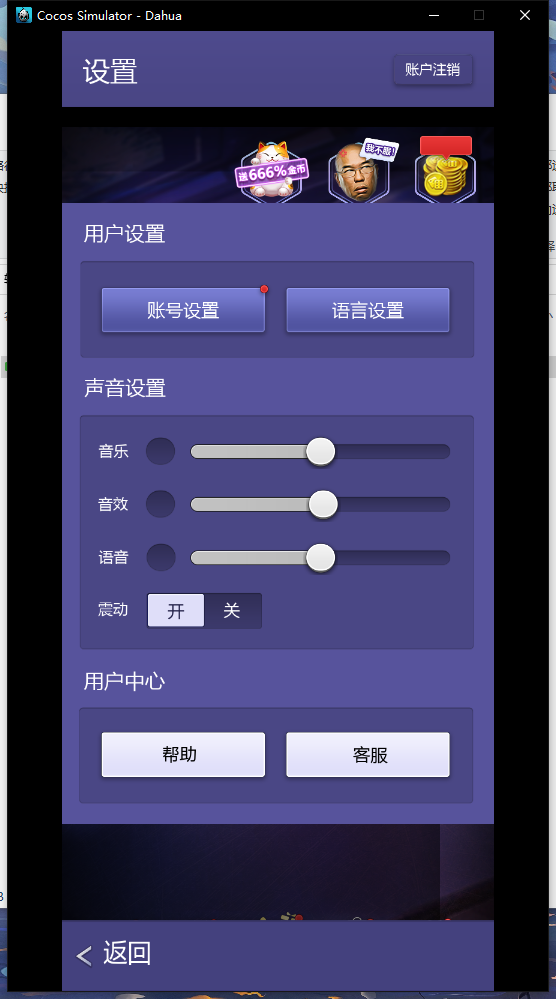 Cocos Simulator - Dahua
设置
账户注销
送666%金币
我不服!
用户设置
账号设置
语言设置
声音设置
音乐
音效
语音
震动
开
关
用户中心
帮助
客服
返回